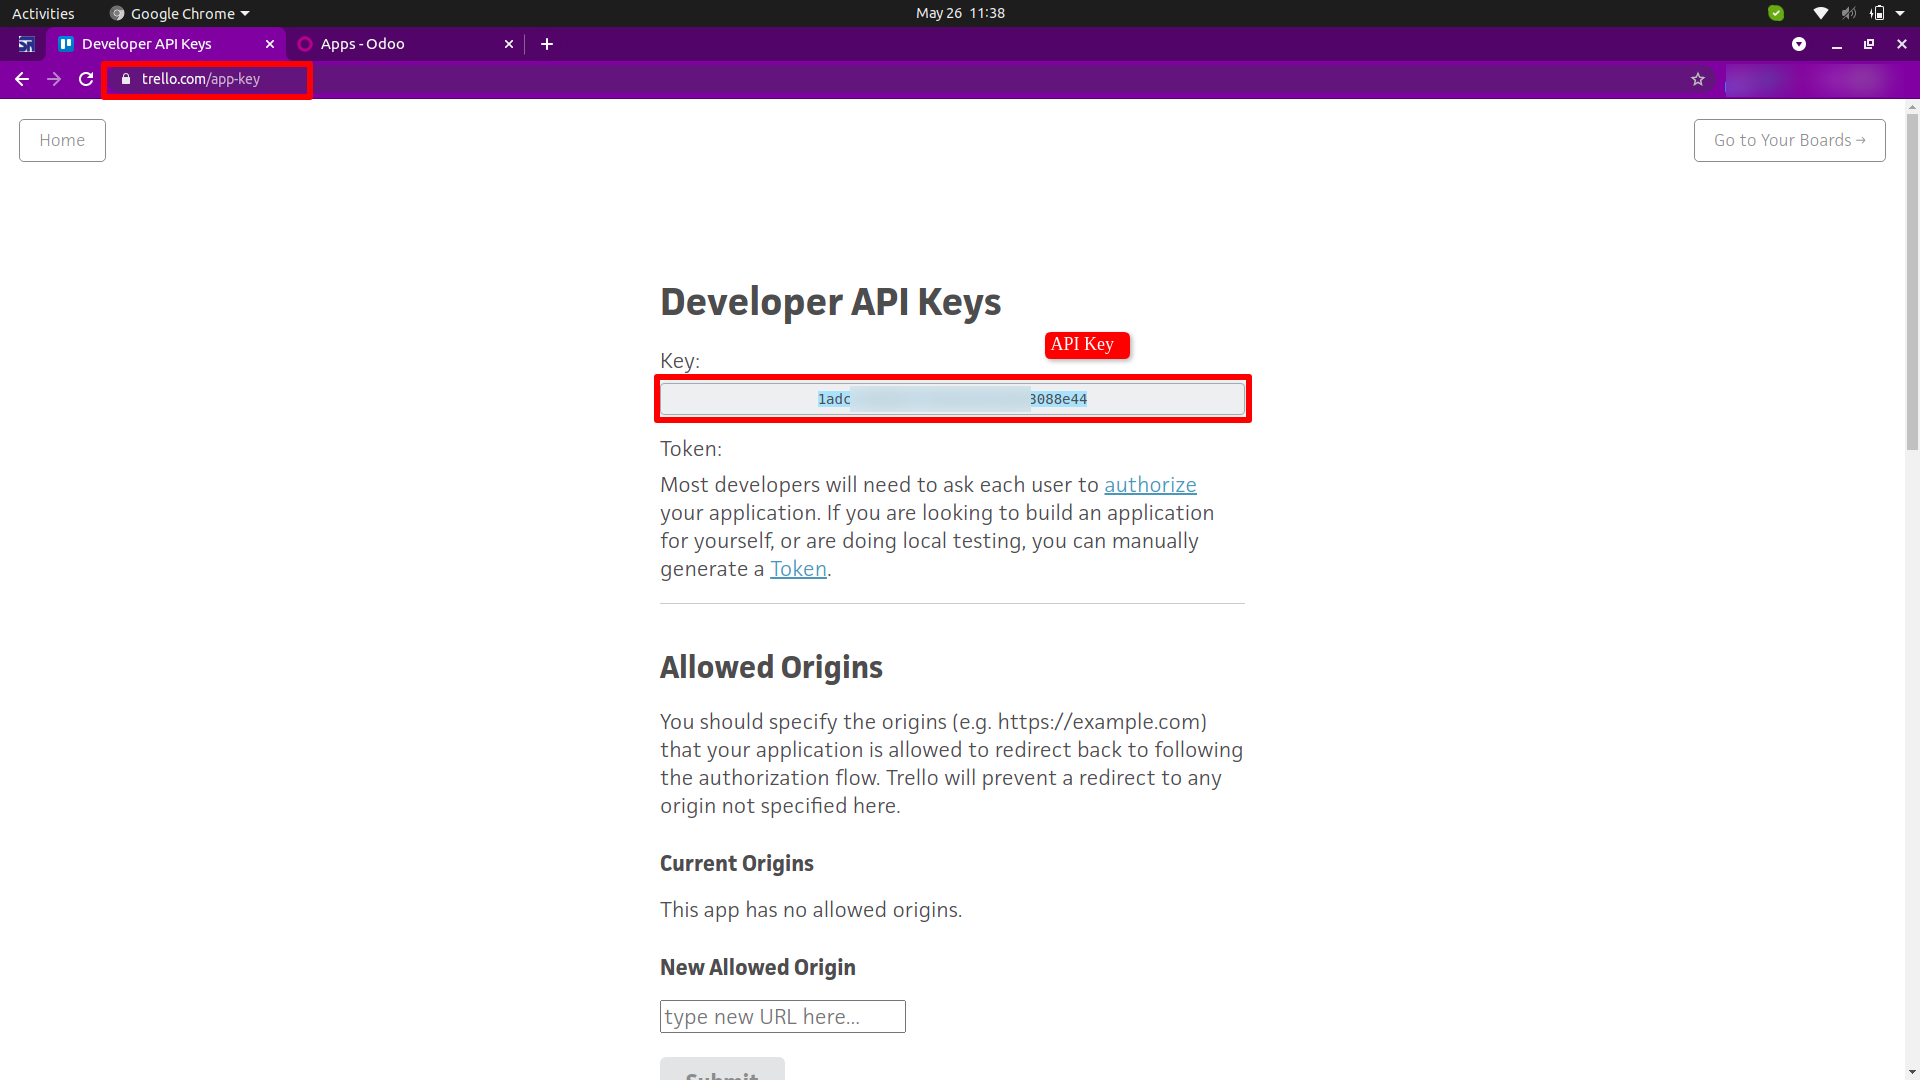 Activities
Google Chrome
May 26 11:38
Developer API Keys
Apps - Odoo
trello.com/app-key
Home
Go to Your Boards →
Developer API Keys
API Key
Key:
1adc 3088e44
Token:
Most developers will need to ask each user to authorize
your application. If you are looking to build an application
for yourself, or are doing local testing, you can manually
generate a Token.
Allowed Origins
You should specify the origins (e.g. https://example.com)
that your application is allowed to redirect back to following
the authorization flow. Trello will prevent a redirect to any
origin not specified here.
Current Origins
This app has no allowed origins.
New Allowed Origin
type new URL here...
Submit